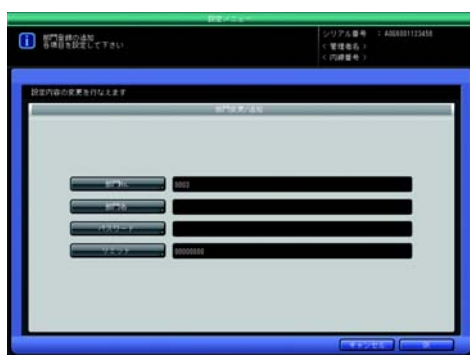 設定メニュー
部門登録の追加
各項目を設定して下さい
シリアル番号 : A0G6001123456
< 管理者名 >
< 内線番号 >
設定内容の変更を行なえます
部門変更/追加
部門No. 0003
部門名
パスワード
リミット 00000000
キャンセル OK